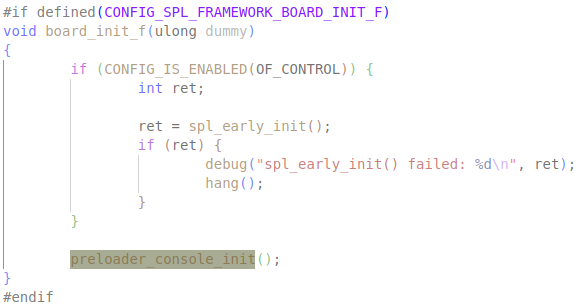 #if defined(CONFIG_SPL_FRAMEWORK_BOARD_INIT_F)
void board_init_f(ulong dummy)
{
        if (CONFIG_IS_ENABLED(OF_CONTROL)) {
                int ret;

                ret = spl_early_init();
                if (ret) {
                        debug("spl_early_init() failed: %d\n", ret);
                        hang();
                }
        }

        preloader_console_init();
}
#endif